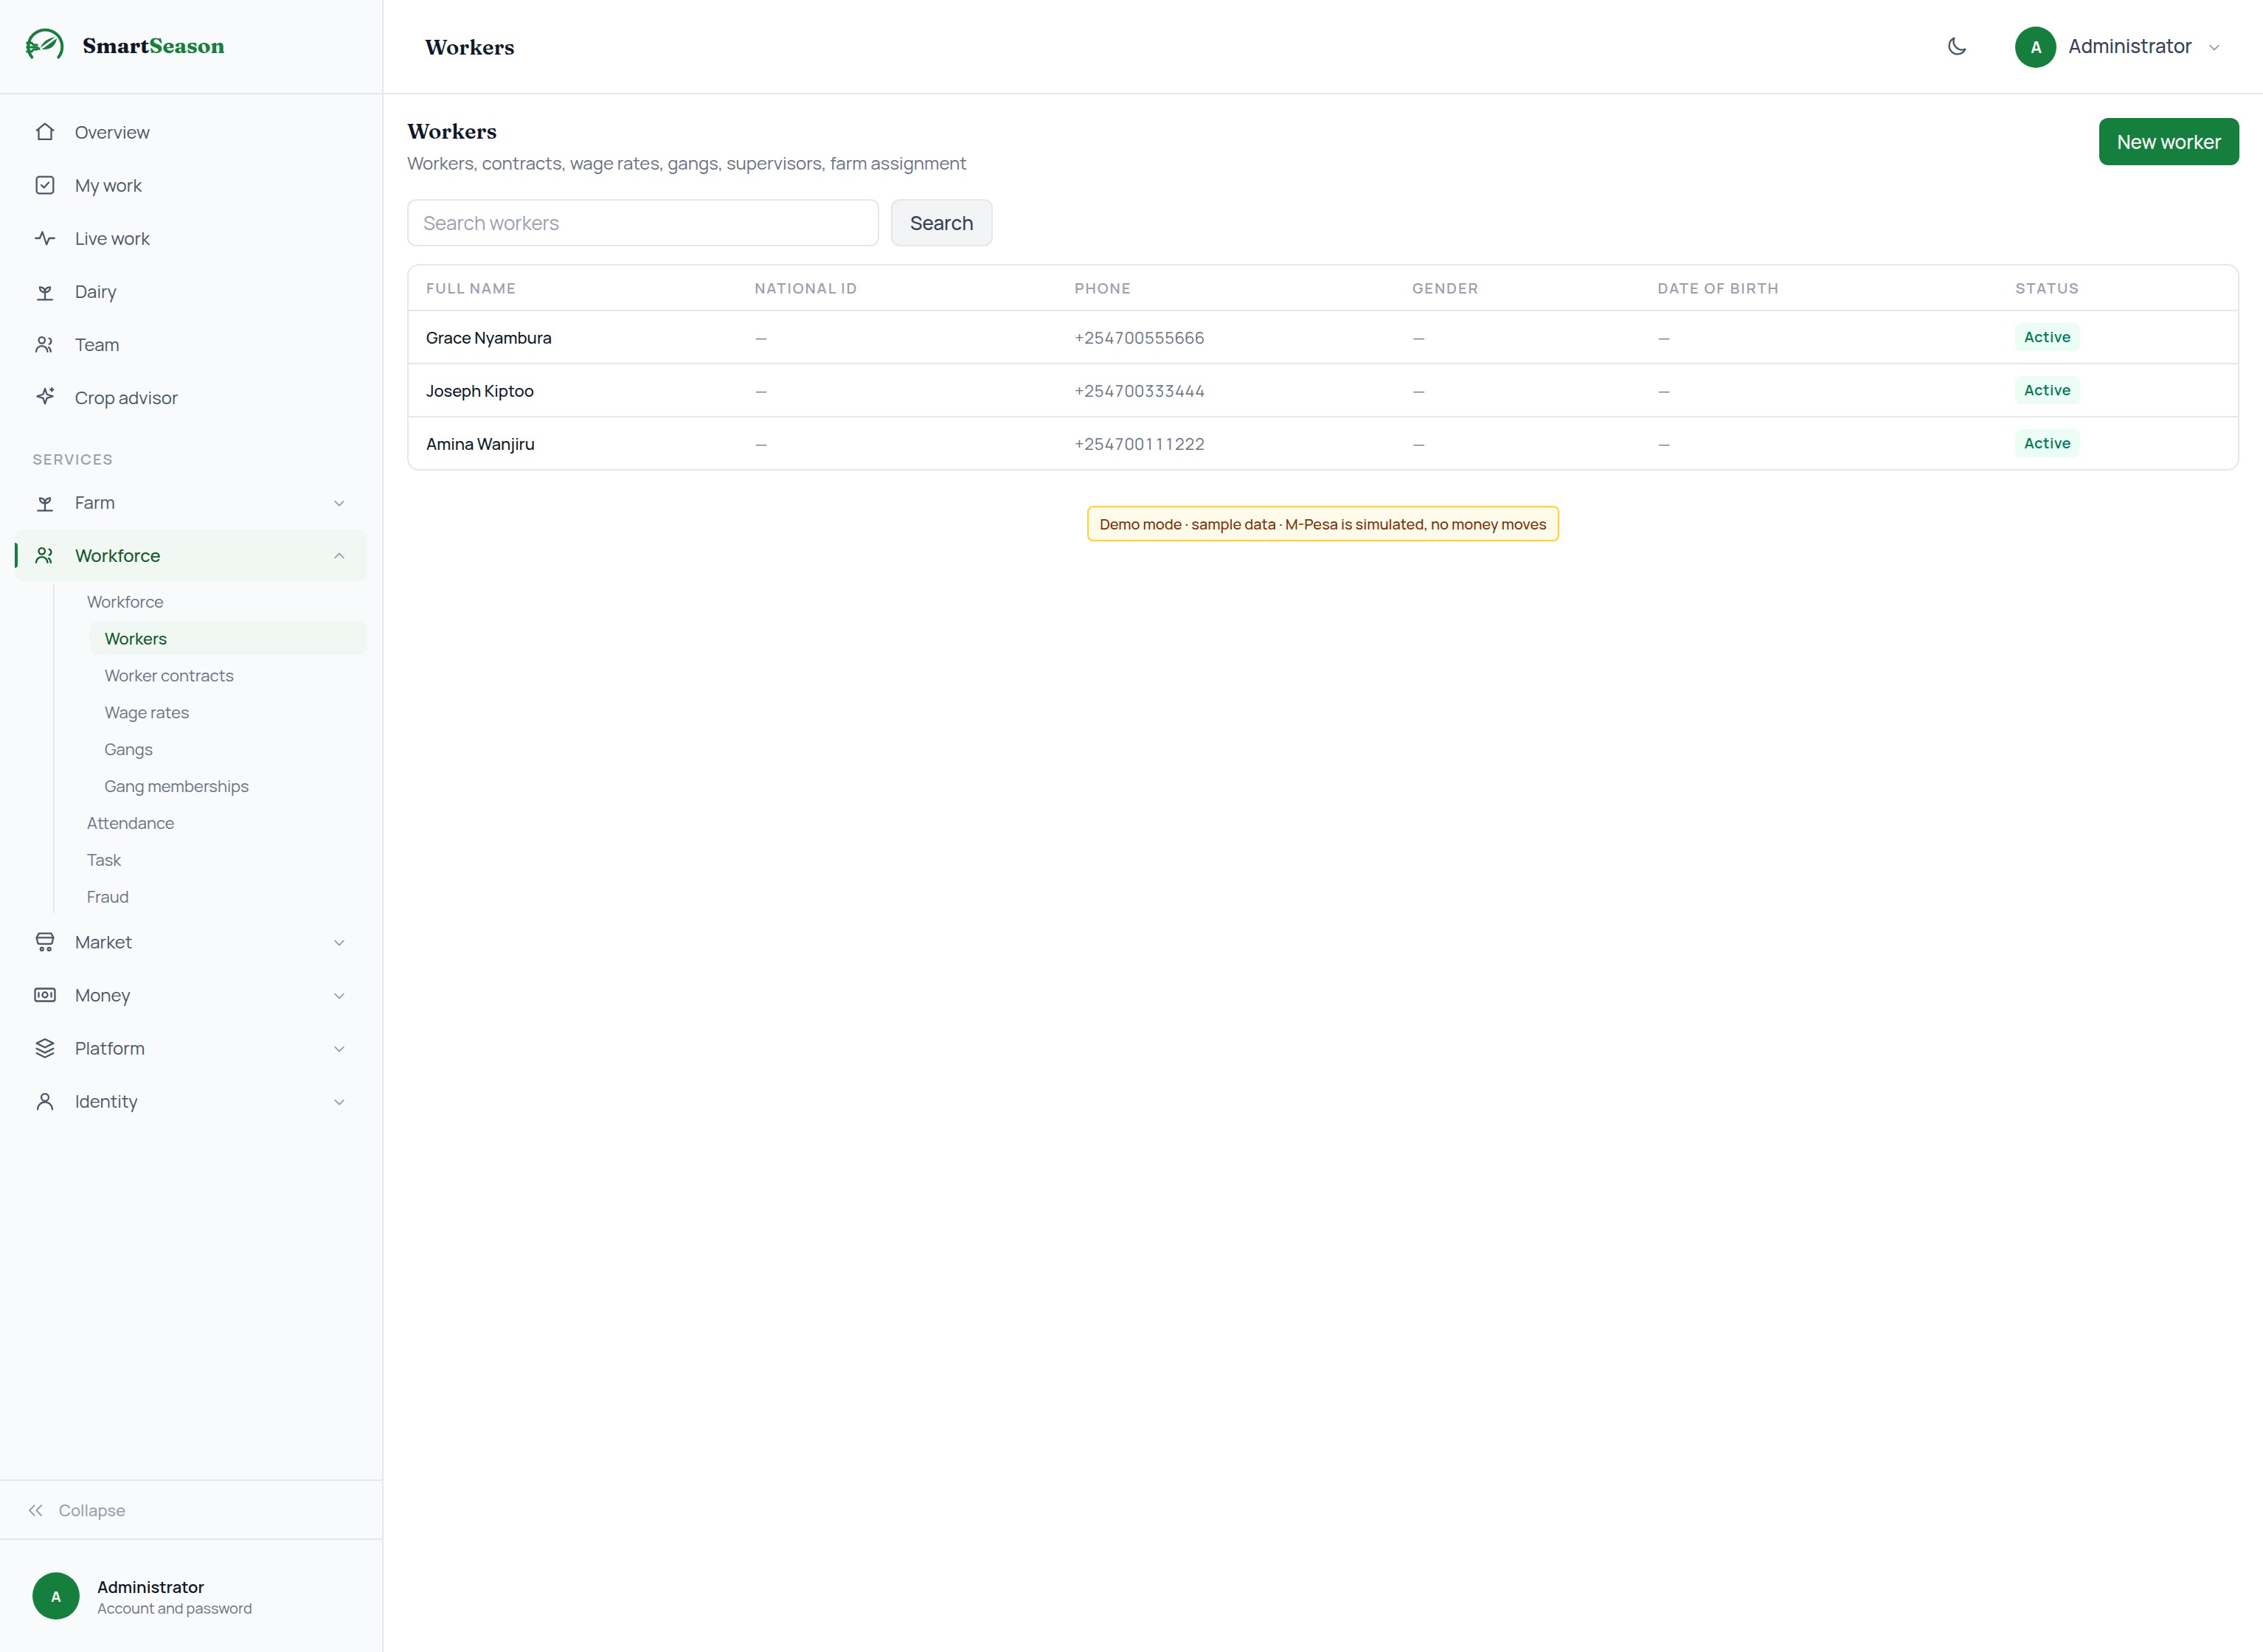 SmartSeason
Workers
A
Administrator
Overview
My work
Live work
Dairy
Team
Crop advisor
SERVICES
Farm
Workforce
Workforce
Workers
Worker contracts
Wage rates
Gangs
Gang memberships
Attendance
Task
Fraud
Market
Money
Platform
Identity
Collapse
A
Administrator
Account and password
Workers
Workers, contracts, wage rates, gangs, supervisors, farm assignment
New worker
Search workers
Search
FULL NAME NATIONAL ID PHONE GENDER DATE OF BIRTH STATUS
Grace Nyambura — +254700555666 — — Active
Joseph Kiptoo — +254700333444 — — Active
Amina Wanjiru — +254700111222 — — Active
Demo mode · sample data · M-Pesa is simulated, no money moves